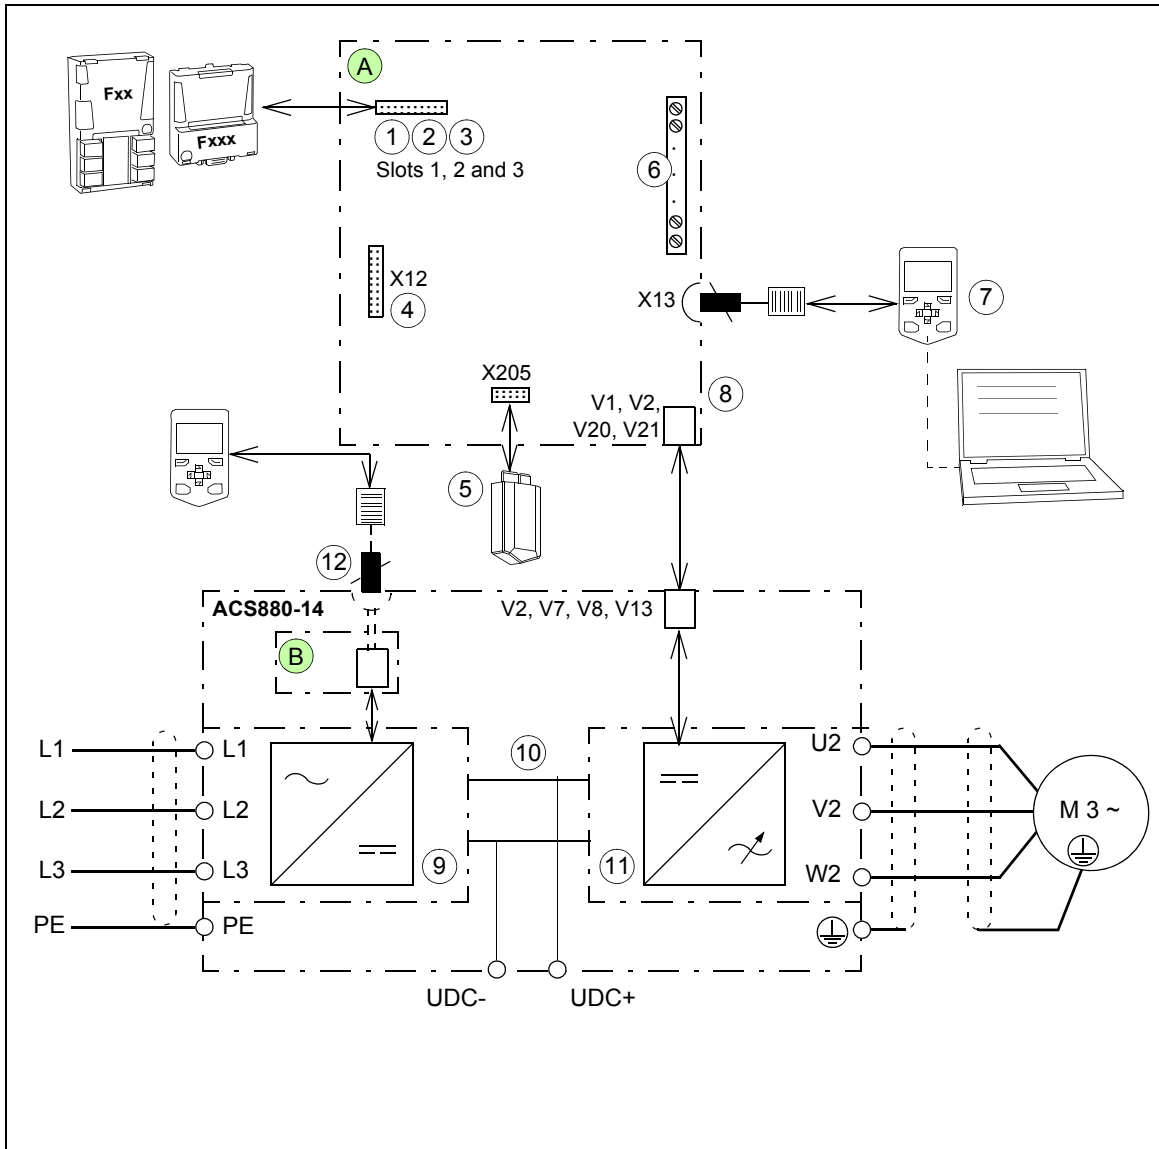 A
Fxx
Fxxx
1 2 3
Slots 1, 2 and 3
6
X12
4
X13
7
X205
8
V1, V2,
V20, V21
5
12
ACS880-14
V2, V7, V8, V13
B
L1 L1
10
U2
L2 L2
V2
M 3 ~
L3 L3
9
11
W2
PE PE
UDC- UDC+